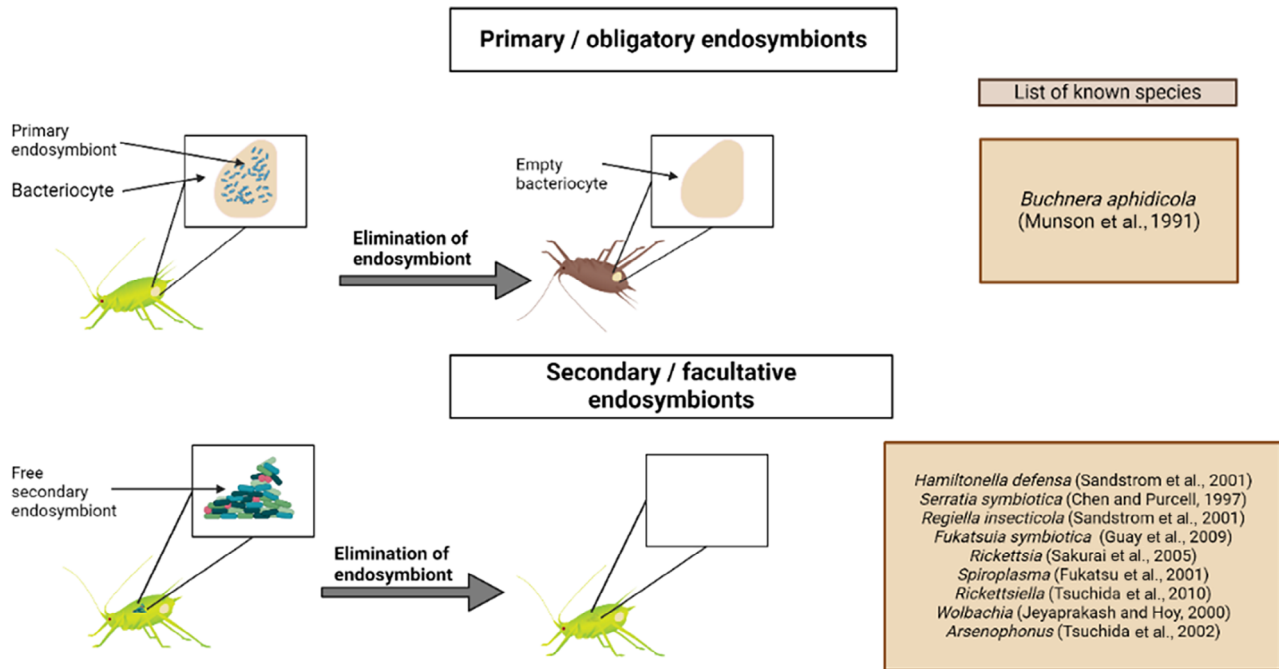 Primary / obligatory endosymbionts
List of known species
Primary
endosymbiont
Bacteriocyte
Empty
bacteriocyte
Elimination of
endosymbiont
Buchnera aphidicola
(Munson et al., 1991)
Secondary / facultative
endosymbionts
Free
secondary
endosymbiont
Elimination of
endosymbiont
Hamiltonella defensa (Sandstrom et al., 2001)
Serratia symbiotica (Chen and Purcell, 1997)
Regiella insecticola (Sandstrom et al., 2001)
Fukatsuia symbiotica (Guay et al., 2009)
Rickettsia (Sakurai et al., 2005)
Spiroplasma (Fukatsu et al., 2001)
Rickettsiella (Tsuchida et al., 2010)
Wolbachia (Jeyaprakash and Hoy, 2000)
Arsenophonus (Tsuchida et al., 2002)